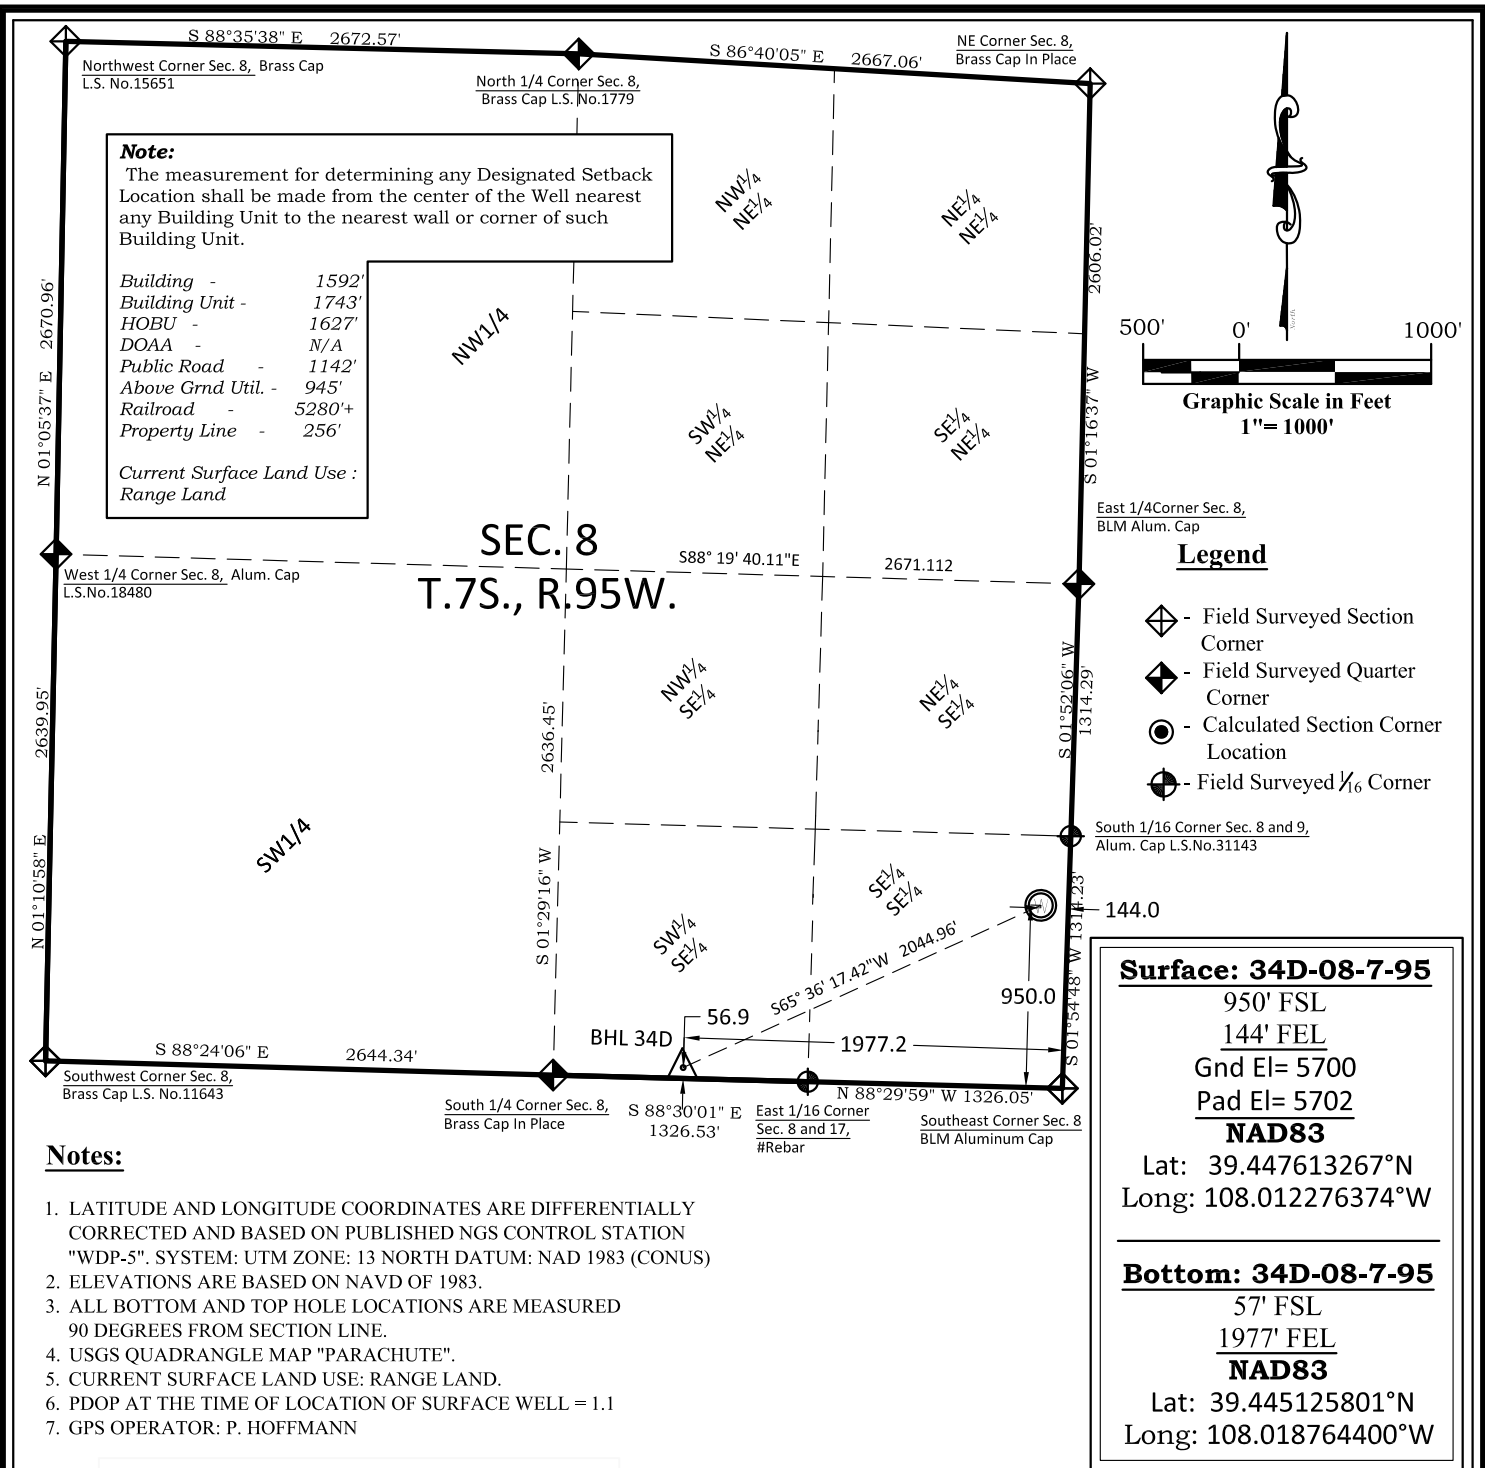 S 88°35'38" E 2672.57'
S 86°40'05" E 2667.06'
NE Corner Sec. 8,
Brass Cap In Place
Northwest Corner Sec. 8, Brass Cap
L.S. No.15651
North 1/4 Corner Sec. 8,
Brass Cap L.S. No.1779
Note:
The measurement for determining any Designated Setback
Location shall be made from the center of the Well nearest
any Building Unit to the nearest wall or corner of such
Building Unit.
Building - 1592'
Building Unit - 1743'
HOBU - 1627'
DOAA - N/A
Public Road - 1142'
Above Grnd Util. - 945'
Railroad - 5280'+
Property Line - 256'
Current Surface Land Use :
Range Land
N 01°05'37" E 2670.96'
NW1/4
NW1/4
NE1/4
NE1/4
NE1/4
SW1/4
NE1/4
SE1/4
NE1/4
S 01°16'37" W 2606.02'
North
500' 0' 1000'
Graphic Scale in Feet
1"= 1000'
East 1/4Corner Sec. 8,
BLM Alum. Cap
SEC. 8
T.7S., R.95W.
S88° 19' 40.11"E 2671.112
West 1/4 Corner Sec. 8, Alum. Cap
L.S.No.18480
Legend
- Field Surveyed Section
Corner
- Field Surveyed Quarter
Corner
- Calculated Section Corner
Location
- Field Surveyed 1/16 Corner
N 01°10'58" E 2639.95'
SW1/4
S 01°29'16" W 2636.45'
NW1/4
SE1/4
NE1/4
SE1/4
S 01°52'06" W
1314.29'
South 1/16 Corner Sec. 8 and 9,
Alum. Cap L.S.No.31143
SE1/4
SE1/4
SW1/4
SE1/4
144.0
S 01°54'48" W 1314.23'
S65° 36' 17.42"W 2044.96'
950.0
56.9
BHL 34D
1977.2
S 88°24'06" E 2644.34'
Southwest Corner Sec. 8,
Brass Cap L.S. No.11643
South 1/4 Corner Sec. 8,
Brass Cap In Place
S 88°30'01" E
1326.53'
East 1/16 Corner
Sec. 8 and 17,
#Rebar
N 88°29'59" W 1326.05'
Southeast Corner Sec. 8
BLM Aluminum Cap
Surface: 34D-08-7-95
950' FSL
144' FEL
Gnd El= 5700
Pad El= 5702
NAD83
Lat: 39.447613267°N
Long: 108.012276374°W
Bottom: 34D-08-7-95
57' FSL
1977' FEL
NAD83
Lat: 39.445125801°N
Long: 108.018764400°W
Notes:
1. LATITUDE AND LONGITUDE COORDINATES ARE DIFFERENTIALLY
CORRECTED AND BASED ON PUBLISHED NGS CONTROL STATION
"WDP-5". SYSTEM: UTM ZONE: 13 NORTH DATUM: NAD 1983 (CONUS)
2. ELEVATIONS ARE BASED ON NAVD OF 1983.
3. ALL BOTTOM AND TOP HOLE LOCATIONS ARE MEASURED
90 DEGREES FROM SECTION LINE.
4. USGS QUADRANGLE MAP "PARACHUTE".
5. CURRENT SURFACE LAND USE: RANGE LAND.
6. PDOP AT THE TIME OF LOCATION OF SURFACE WELL = 1.1
7. GPS OPERATOR: P. HOFFMANN